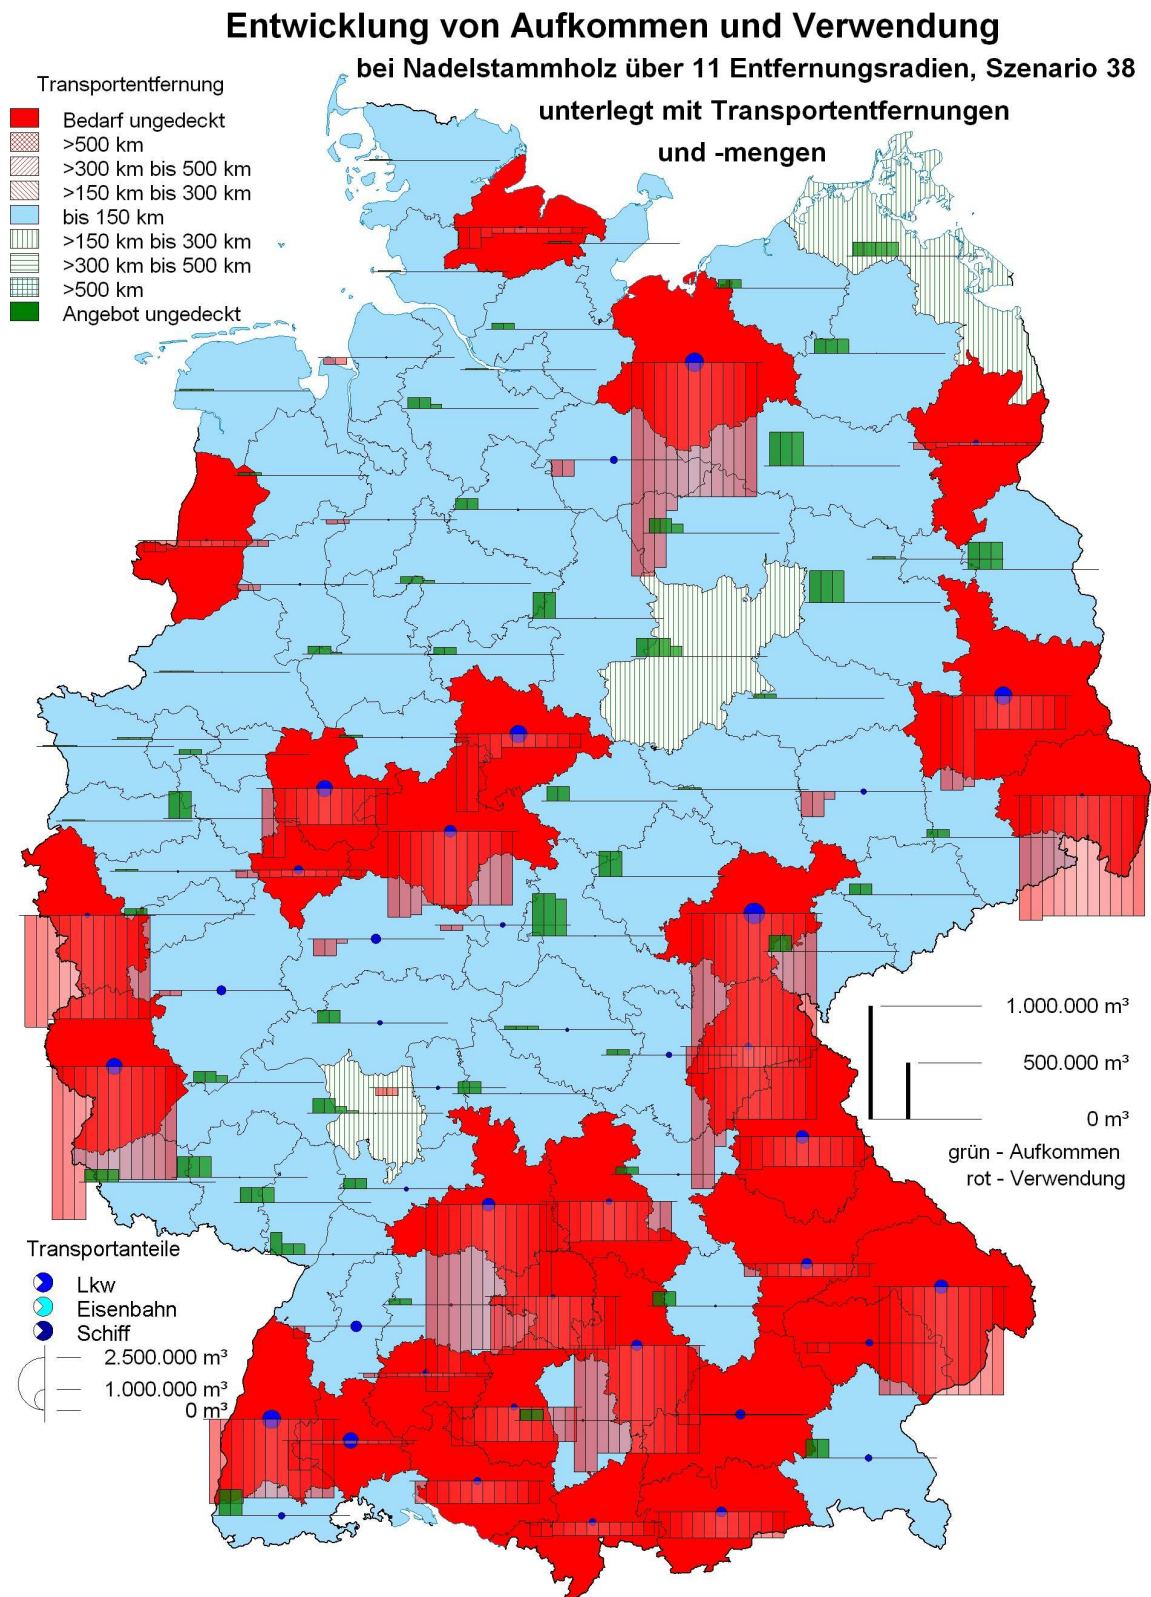 Entwicklung von Aufkommen und Verwendung
bei Nadelstammholz über 11 Entfernungsradien, Szenario 38
unterlegt mit Transportentfernungen
und -mengen
Transportentfernung
Bedarf ungedeckt
>500 km
>300 km bis 500 km
>150 km bis 300 km
bis 150 km
>150 km bis 300 km
>300 km bis 500 km
>500 km
Angebot ungedeckt
1.000.000 m³
500.000 m³
0 m³
grün - Aufkommen
rot - Verwendung
Transportanteile
Lkw
Eisenbahn
Schiff
2.500.000 m³
1.000.000 m³
0 m³